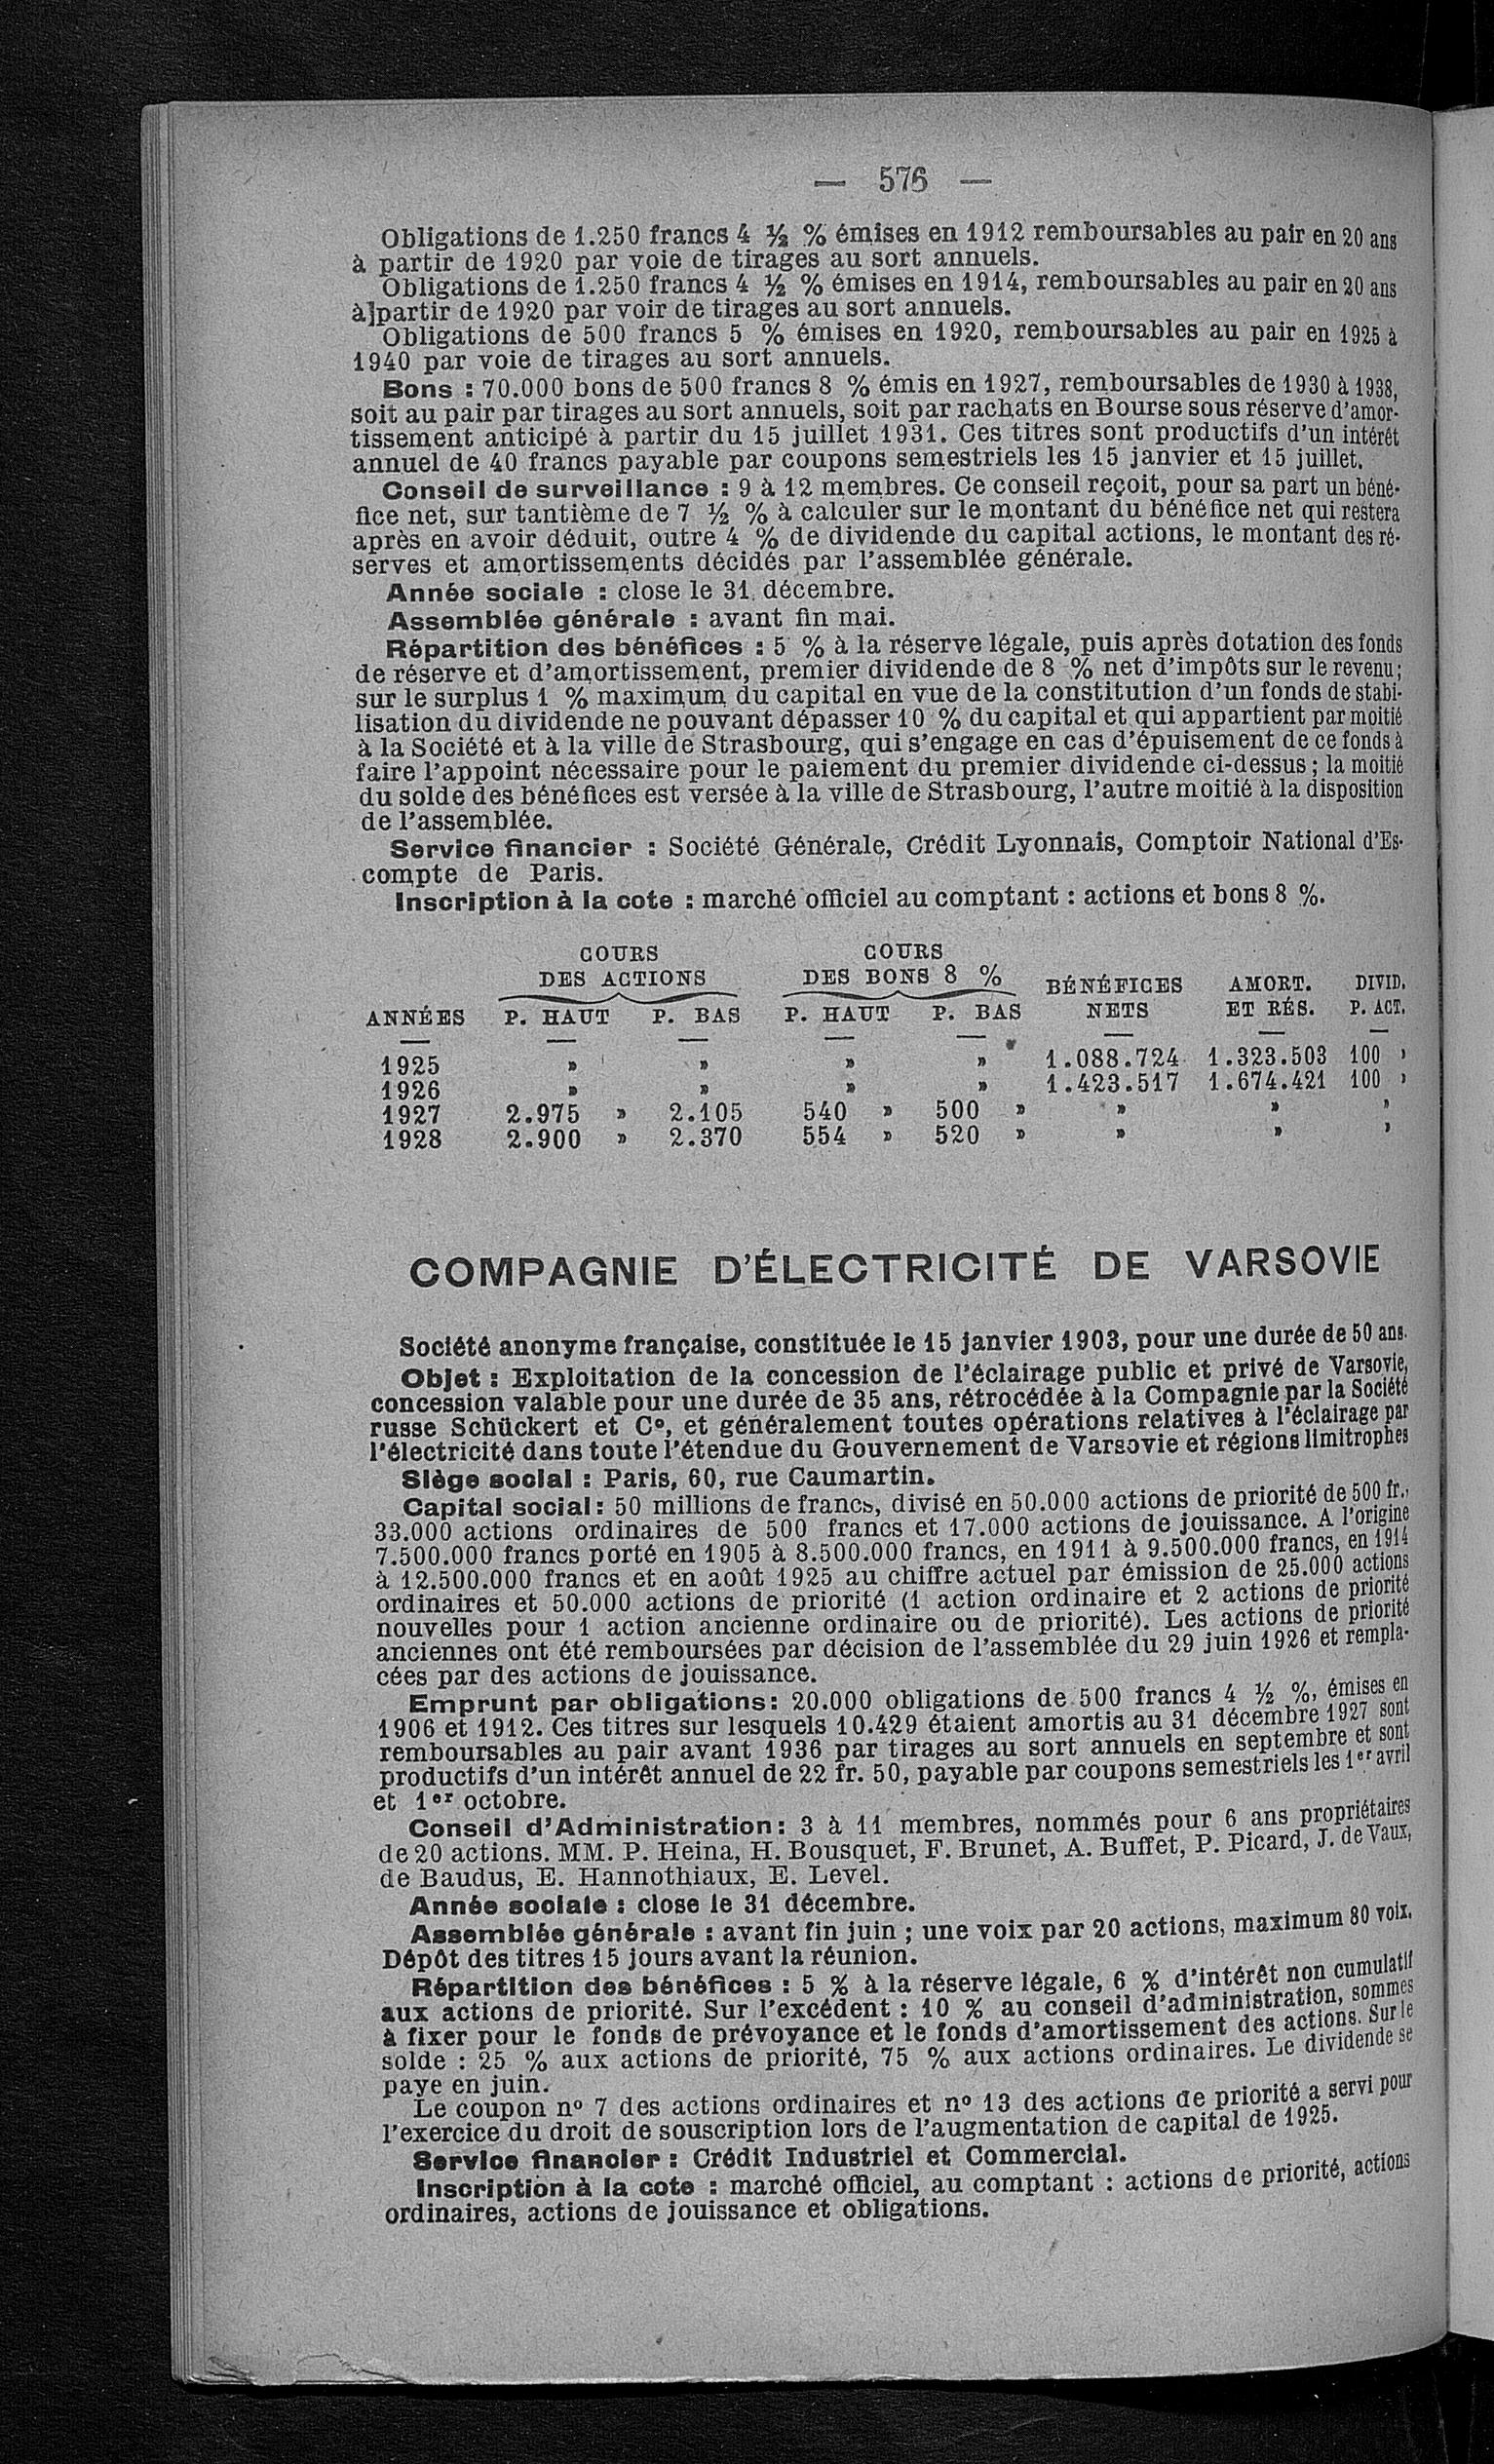 — 576 —
Obligations de 1.250 francs 4 ½ % émises en 1912 remboursables au pair en 20 ans
à partir de 1920 par voie de tirages au sort annuels.
Obligations de 1.250 francs 4 ½ % émises en 1914, remboursables au pair en 20 ans
à]partir de 1920 par voir de tirages au sort annuels.
Obligations de 500 francs 5 % émises en 1920, remboursables au pair en 1925 à
1940 par voie de tirages au sort annuels.
Bons : 70.000 bons de 500 francs 8 % émis en 1927, remboursables de 1930 à 1938,
soit au pair par tirages au sort annuels, soit par rachats en Bourse sous réserve d'amor-
tissement anticipé à partir du 15 juillet 1931. Ces titres sont productifs d'un intérêt
annuel de 40 francs payable par coupons semestriels les 15 janvier et 15 juillet.
Conseil de surveillance : 9 à 12 membres. Ce conseil reçoit, pour sa part un béné-
fice net, sur tantième de 7 ½ % à calculer sur le montant du bénéfice net qui restera
après en avoir déduit, outre 4 % de dividende du capital actions, le montant des ré-
serves et amortissements décidés par l'assemblée générale.
Année sociale : close le 31 décembre.
Assemblée générale : avant fin mai.
Répartition des bénéfices : 5 % à la réserve légale, puis après dotation des fonds
de réserve et d'amortissement, premier dividende de 8 % net d'impôts sur le revenu;
sur le surplus 1 % maximum du capital en vue de la constitution d'un fonds de stabi-
lisation du dividende ne pouvant dépasser 10 % du capital et qui appartient par moitié
à la Société et à la ville de Strasbourg, qui s'engage en cas d'épuisement de ce fonds à
faire l'appoint nécessaire pour le paiement du premier dividende ci-dessus ; la moitié
du solde des bénéfices est versée à la ville de Strasbourg, l'autre moitié à la disposition
de l'assemblée.
Service financier : Société Générale, Crédit Lyonnais, Comptoir National d'Es-
compte de Paris.
Inscription à la cote : marché officiel au comptant : actions et bons 8 %.
COURS COURS
DES ACTIONS DES BONS 8 % BÉNÉFICES AMORT. DIVID.
ANNÉES P. HAUT P. BAS P. HAUT P. BAS NETS ET RÉS. P. ACT.
1925 » » » » 1.088.724 1.323.503 100 »
1926 » » » » 1.423.517 1.674.421 100 »
1927 2.975 » 2.105 540 » 500 » » » »
1928 2.900 » 2.370 554 » 520 » » » »
COMPAGNIE D'ÉLECTRICITÉ DE VARSOVIE
Société anonyme française, constituée le 15 janvier 1903, pour une durée de 50 ans.
Objet : Exploitation de la concession de l'éclairage public et privé de Varsovie,
concession valable pour une durée de 35 ans, rétrocédée à la Compagnie par la Société
russe Schückert et Cº, et généralement toutes opérations relatives à l'éclairage par
l'électricité dans toute l'étendue du Gouvernement de Varsovie et régions limitrophes
Siège social : Paris, 60, rue Caumartin.
Capital social: 50 millions de francs, divisé en 50.000 actions de priorité de 500 fr.,
33.000 actions ordinaires de 500 francs et 17.000 actions de jouissance. A l'origine
7.500.000 francs porté en 1905 à 8.500.000 francs, en 1911 à 9.500.000 francs, en 1914
à 12.500.000 francs et en août 1925 au chiffre actuel par émission de 25.000 actions
ordinaires et 50.000 actions de priorité (1 action ordinaire et 2 actions de priorité
nouvelles pour 1 action ancienne ordinaire ou de priorité). Les actions de priorité
anciennes ont été remboursées par décision de l'assemblée du 29 juin 1926 et rempla-
cées par des actions de jouissance.
Emprunt par obligations: 20.000 obligations de 500 francs 4 ½ %, émises en
1906 et 1912. Ces titres sur lesquels 10.429 étaient amortis au 31 décembre 1927 sont
remboursables au pair avant 1936 par tirages au sort annuels en septembre et sont
productifs d'un intérêt annuel de 22 fr. 50, payable par coupons semestriels les 1er avril
et 1er octobre.
Conseil d'Administration: 3 à 11 membres, nommés pour 6 ans propriétaires
de 20 actions. MM. P. Heina, H. Bousquet, F. Brunet, A. Buffet, P. Picard, J. de Vaux,
de Baudus, E. Hannothiaux, E. Level.
Année sociale : close le 31 décembre.
Assemblée générale : avant fin juin ; une voix par 20 actions, maximum 80 voix.
Dépôt des titres 15 jours avant la réunion.
Répartition des bénéfices : 5 % à la réserve légale, 6 % d'intérêt non cumulatif
aux actions de priorité. Sur l'excédent : 10 % au conseil d'administration, sommes
à fixer pour le fonds de prévoyance et le fonds d'amortissement des actions. Sur le
solde : 25 % aux actions de priorité, 75 % aux actions ordinaires. Le dividende se
paye en juin.
Le coupon nº 7 des actions ordinaires et nº 13 des actions de priorité a servi pour
l'exercice du droit de souscription lors de l'augmentation de capital de 1925.
Service financier : Crédit Industriel et Commercial.
Inscription à la cote : marché officiel, au comptant : actions de priorité, actions
ordinaires, actions de jouissance et obligations.